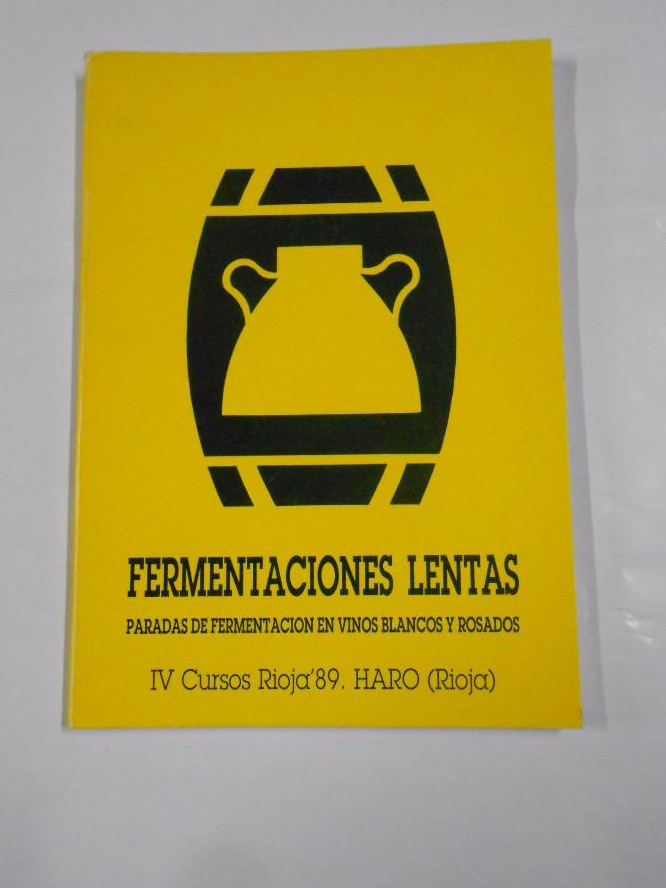 FERMENTACIONES LENTAS
PARADAS DE FERMENTACION EN VINOS BLANCOS Y ROSADOS
IV Cursos Rioja'89. HARO (Rioja)